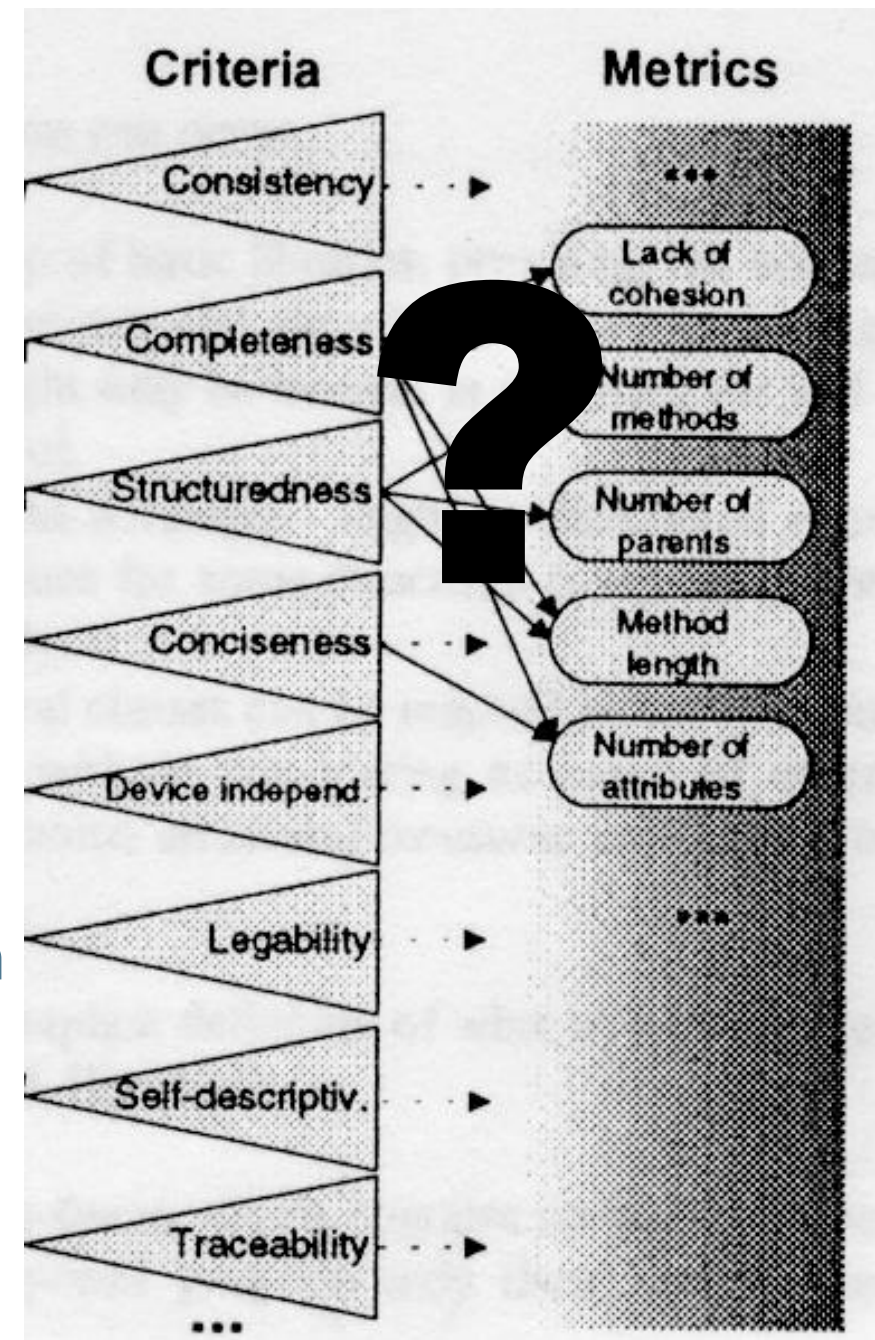 Criteria
Metrics
Consistency
Completeness
Structuredness
Conciseness
Device independ.
Legability
Self-descriptiv.
Traceability
...
...
Lack of
cohesion
Number of
methods
Number of
parents
Method
length
Number of
attributes
...
?